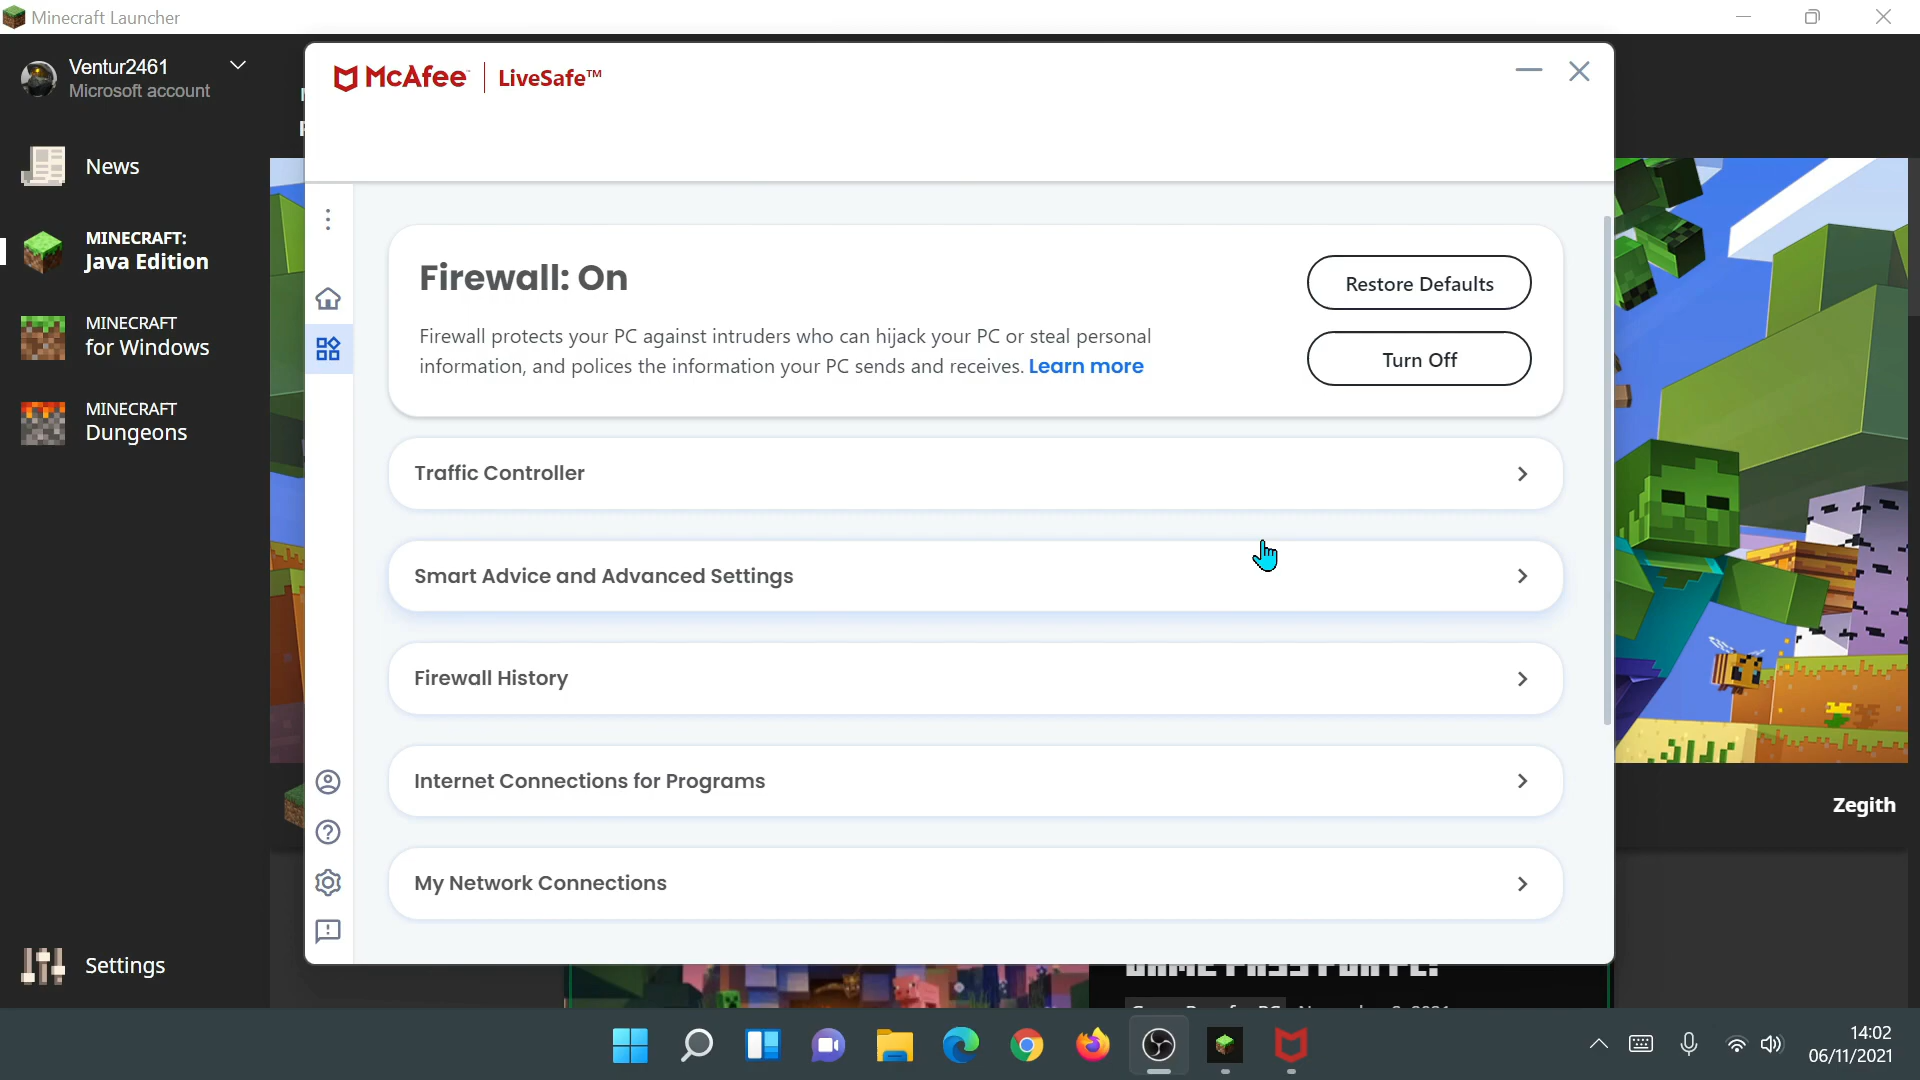 Minecraft Launcher
Ventur2461
Microsoft account
News
MINECRAFT:
Java Edition
MINECRAFT
for Windows
MINECRAFT
Dungeons
Settings
McAfee | LiveSafe™
Firewall: On
Firewall protects your PC against intruders who can hijack your PC or steal personal
information, and polices the information your PC sends and receives. Learn more
Restore Defaults
Turn Off
Traffic Controller
Smart Advice and Advanced Settings
Firewall History
Internet Connections for Programs
My Network Connections
Zegith
14:02
06/11/2021